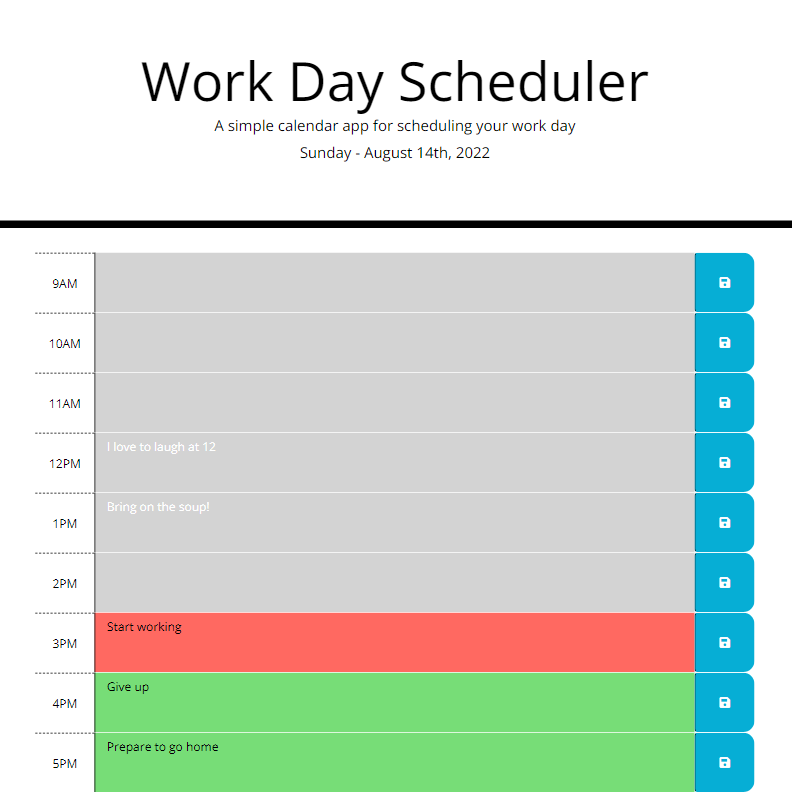 Work Day Scheduler
A simple calendar app for scheduling your work day
Sunday - August 14th, 2022
9AM
10AM
11AM
12PM I love to laugh at 12
1PM Bring on the soup!
2PM
3PM Start working
4PM Give up
5PM Prepare to go home